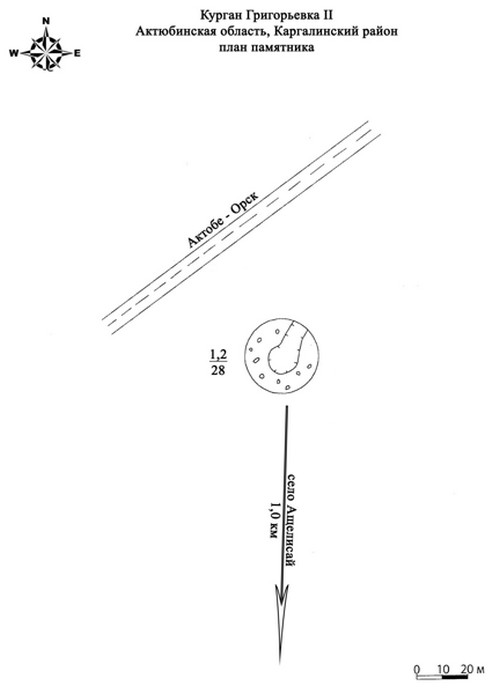 Курган Григорьевка II
Актюбинская область, Каргалинский район
план памятника
N
W E
S
Актобе - Орск
1,2
28
село Ащелисай
1,0 км
0 10 20 м